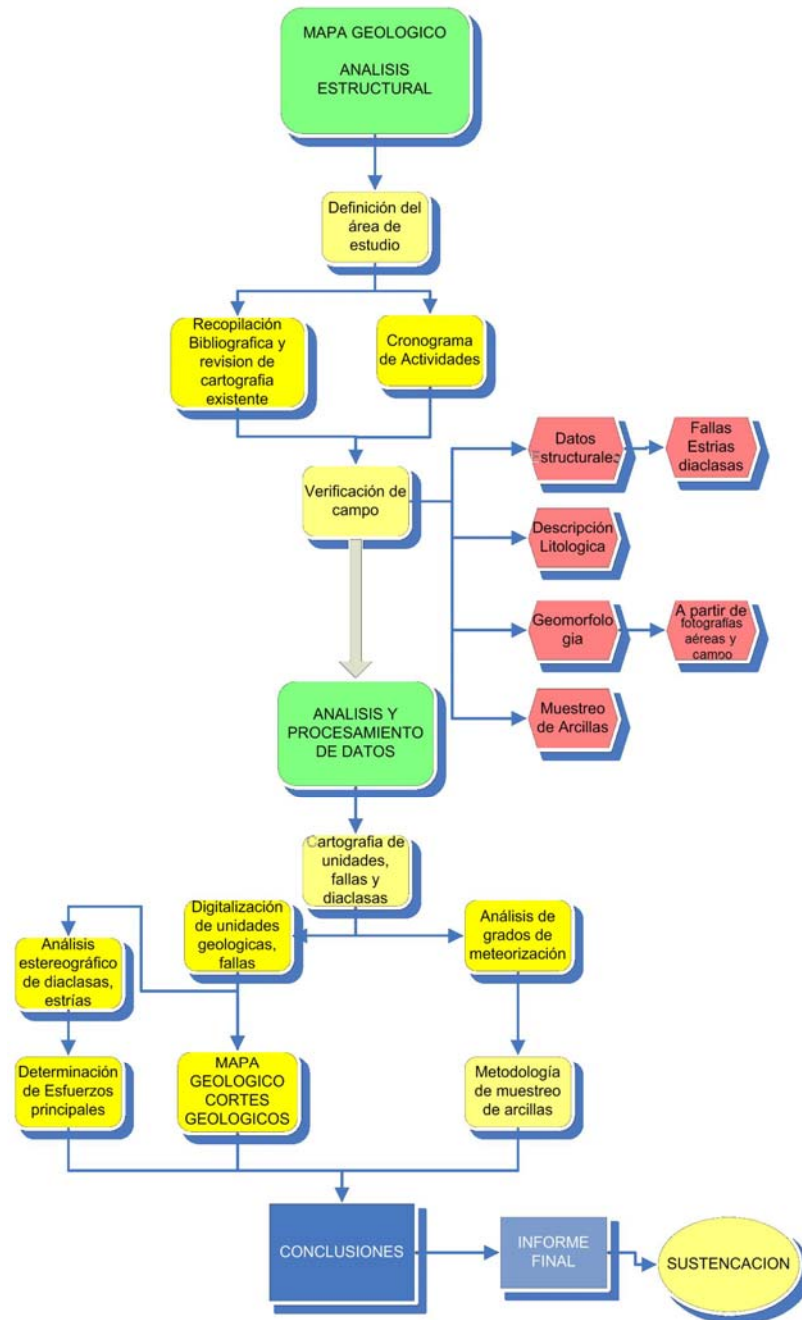 MAPA GEOLOGICO
ANALISIS
ESTRUCTURAL
Definición del
área de
estudio
Recopilación
Bibliografica y
revision de
cartografia
existente
Cronograma
de Actividades
Verificación de
campo
Datos
Estructurales
Fallas
Estrias
diaclasas
Descripción
Litologica
Geomorfolo
gia
A partir de
fotografías
aéreas y
campo
Muestreo
de Arcillas
ANALISIS Y
PROCESAMIENTO
DE DATOS
Cartografia de
unidades,
fallas y
diaclasas
Digitalización
de unidades
geologicas,
fallas
Análisis de
grados de
meteorización
Análisis
estereográfico
de diaclasas,
estrías
Determinación
de Esfuerzos
principales
MAPA
GEOLOGICO
CORTES
GEOLOGICOS
Metodología
de muestreo
de arcillas
CONCLUSIONES
INFORME
FINAL
SUSTENCACION